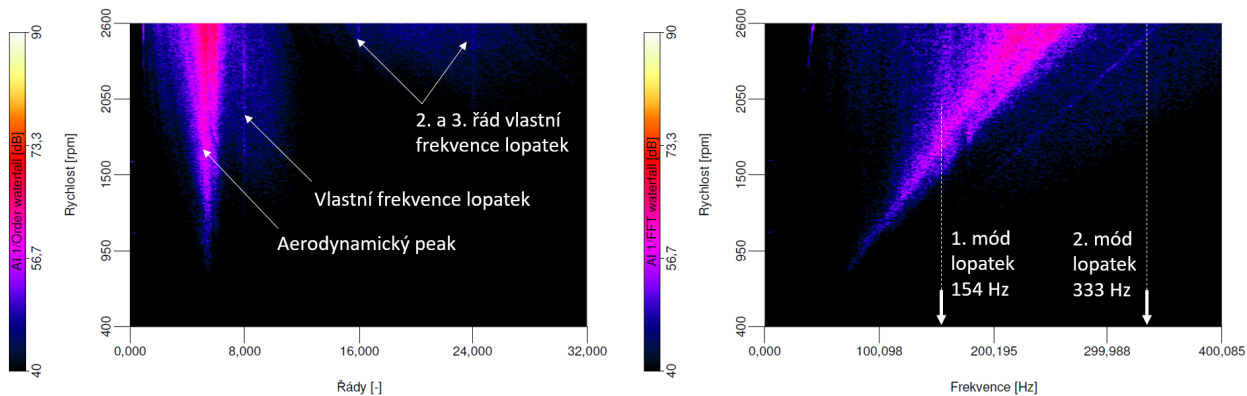 90
73,3
56,7
40
AI 1/Order waterfall [dB]
2600
2050
1500
950
400
Rychlost [rpm]
0,000
8,000
16,000
24,000
32,000
Řády [-]
2. a 3. řád vlastní
frekvence lopatek
Vlastní frekvence lopatek
Aerodynamický peak
90
73,3
56,7
40
AI 1/FFT waterfall [dB]
2600
2050
1500
950
400
Rychlost [rpm]
0,000
100,098
200,195
299,988
400,085
Frekvence [Hz]
1. mód
lopatek
154 Hz
2. mód
lopatek
333 Hz